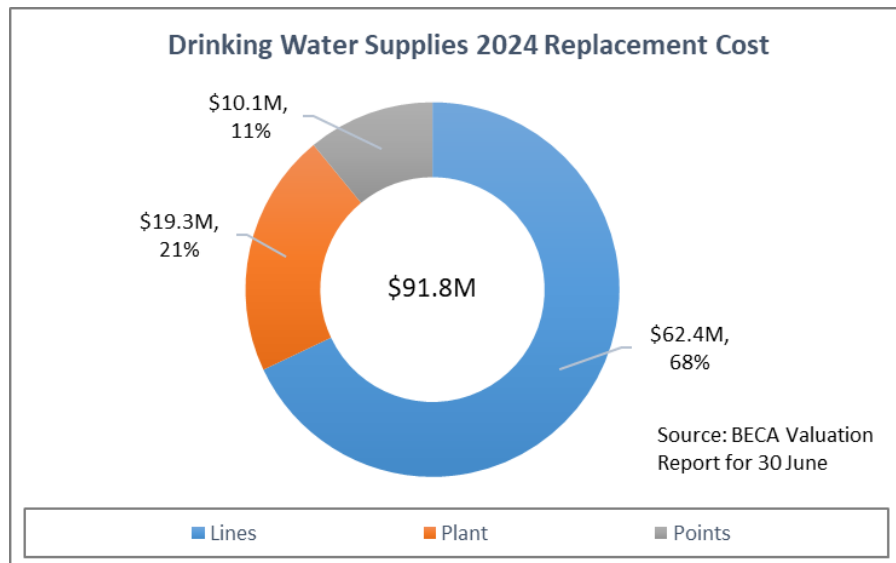 Drinking Water Supplies 2024 Replacement Cost
$10.1M,
11%
$19.3M,
21%
$91.8M
$62.4M,
68%
Source: BECA Valuation
Report for 30 June
Lines
Plant
Points